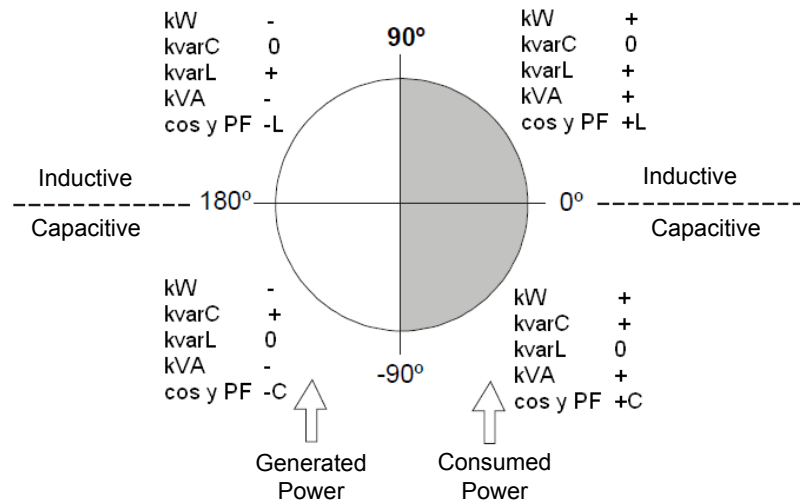 kW -
kvarC 0
kvarL +
kVA -
cos y PF -L
90º
kW +
kvarC 0
kvarL +
kVA +
cos y PF +L
Inductive
180º
0º
Inductive
Capacitive
Capacitive
kW -
kvarC +
kvarL 0
kVA -
cos y PF -C
-90º
kW +
kvarC +
kvarL 0
kVA +
cos y PF +C
Generated
Power
Consumed
Power